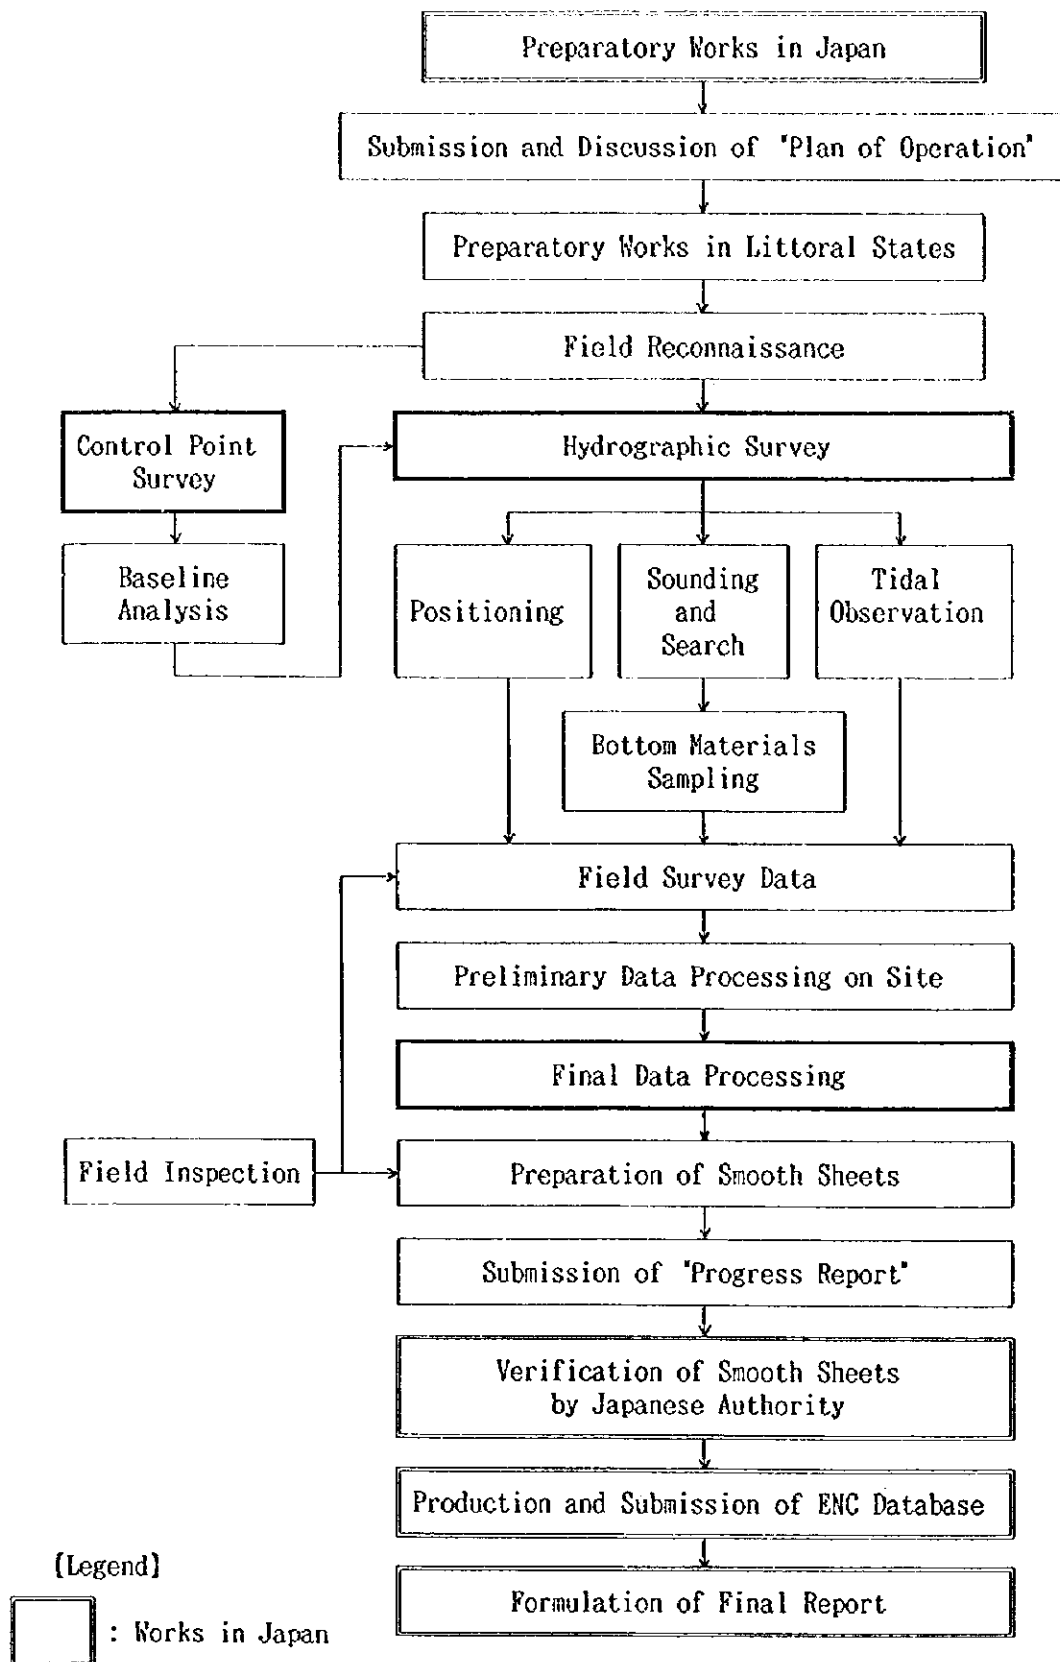 Preparatory Works in Japan
Submission and Discussion of "Plan of Operation"
Preparatory Works in Littoral States
Field Reconnaissance
Control Point
Survey
Hydrographic Survey
Baseline
Analysis
Positioning
Sounding
and
Search
Tidal
Observation
Bottom Materials
Sampling
Field Survey Data
Preliminary Data Processing on Site
Final Data Processing
Field Inspection
Preparation of Smooth Sheets
Submission of "Progress Report"
Verification of Smooth Sheets
by Japanese Authority
Production and Submission of ENC Database
Formulation of Final Report
[Legend]
: Works in Japan